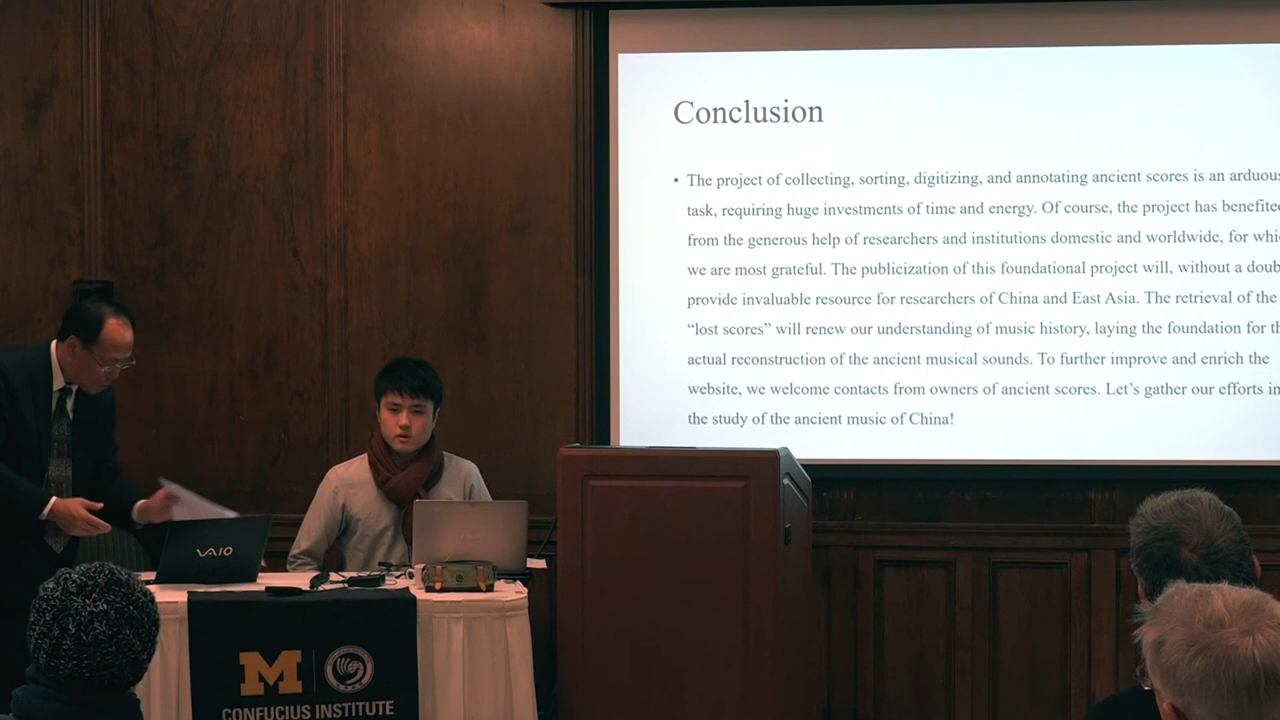 Conclusion
• The project of collecting, sorting, digitizing, and annotating ancient scores is an arduous
task, requiring huge investments of time and energy. Of course, the project has benefited
from the generous help of researchers and institutions domestic and worldwide, for
we are most grateful. The publicization of this foundational project will, without a
provide invaluable resource for researchers of China and East Asia. The retrieval of the
“lost scores” will renew our understanding of music history, laying the foundation for
actual reconstruction of the ancient musical sounds. To further improve and enrich the
website, we welcome contacts from owners of ancient scores. Let’s gather our efforts in
the study of the ancient music of China!
VAIO
M
CONFUCIUS INSTITUTE